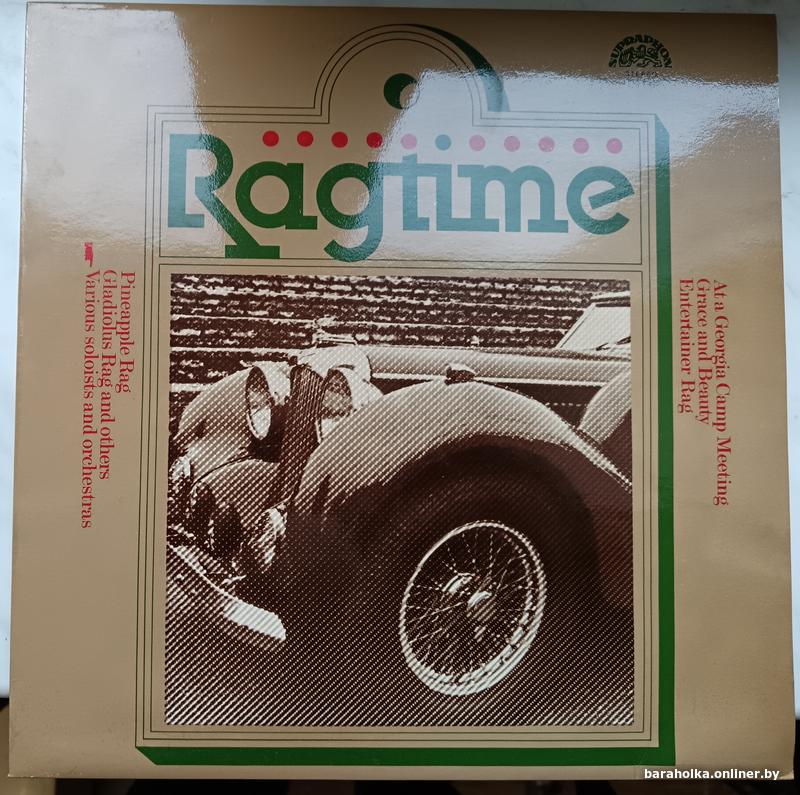 SUPRAPHON
STEREO
Ragtime
Pineapple Rag
Gladiolus Rag and others
Various soloists and orchestras
At a Georgia Camp Meeting
Grace and Beauty
Entertainer Rag
baraholka.onliner.by